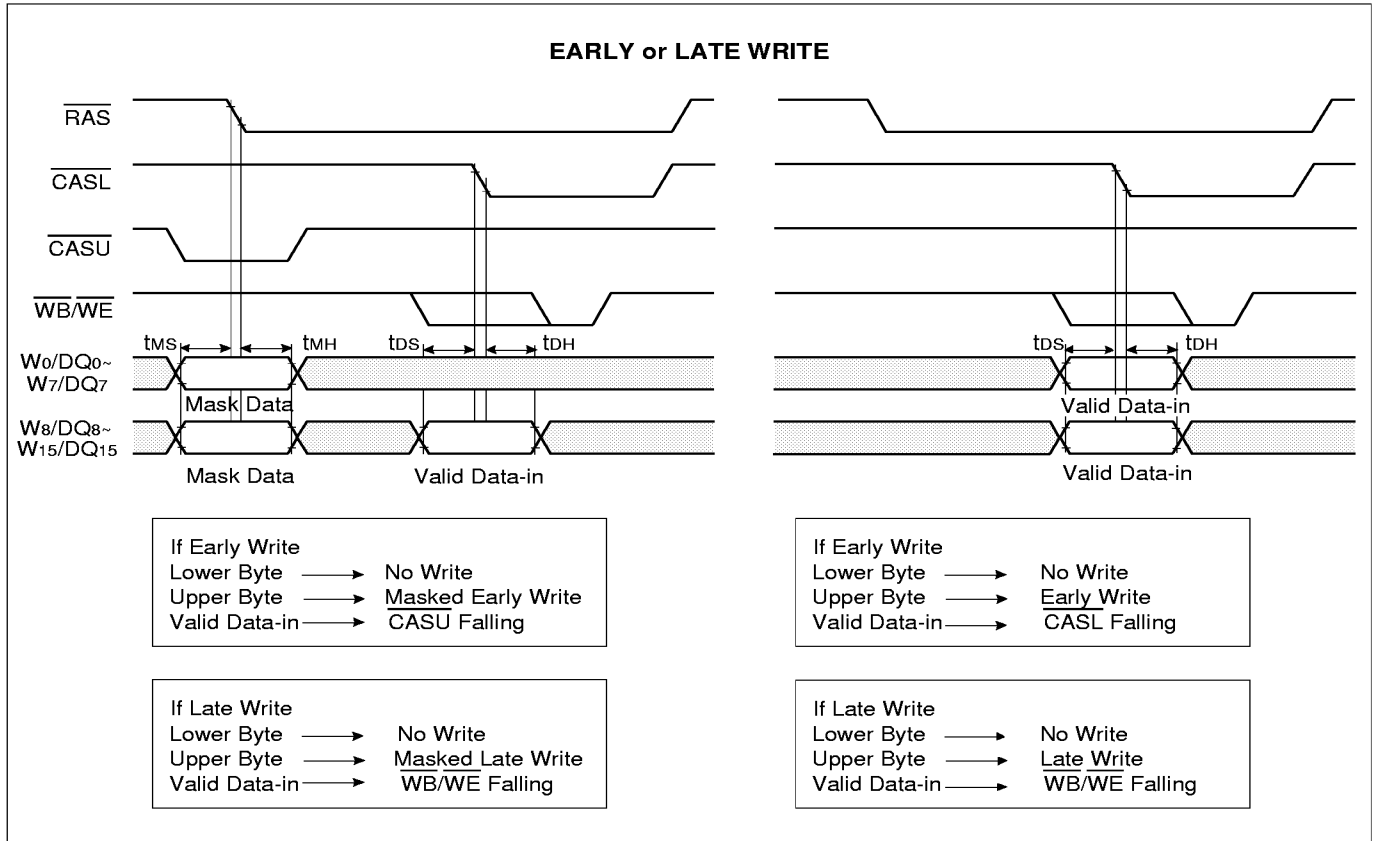 EARLY or LATE WRITE
RAS
CASL
CASU
WB/WE
tMS
tMH
tDS
tDH
tDS
tDH
W0/DQ0~
W7/DQ7
Mask Data
Valid Data-in
W8/DQ8~
W15/DQ15
Mask Data
Valid Data-in
Valid Data-in
If Early Write
Lower Byte → No Write
Upper Byte → Masked Early Write
Valid Data-in → CASU Falling
If Early Write
Lower Byte → No Write
Upper Byte → Early Write
Valid Data-in → CASL Falling
If Late Write
Lower Byte → No Write
Upper Byte → Masked Late Write
Valid Data-in → WB/WE Falling
If Late Write
Lower Byte → No Write
Upper Byte → Late Write
Valid Data-in → WB/WE Falling